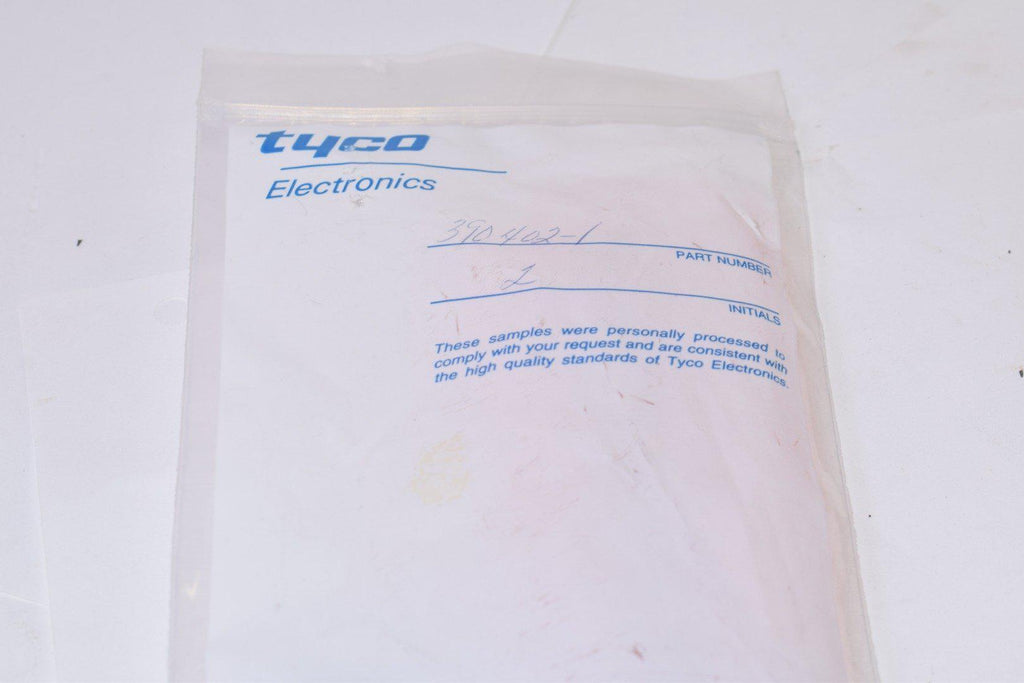 tyco
Electronics
390402-1
PART NUMBER
2
INITIALS
These samples were personally processed to
comply with your request and are consistent with
the high quality standards of Tyco Electronics.